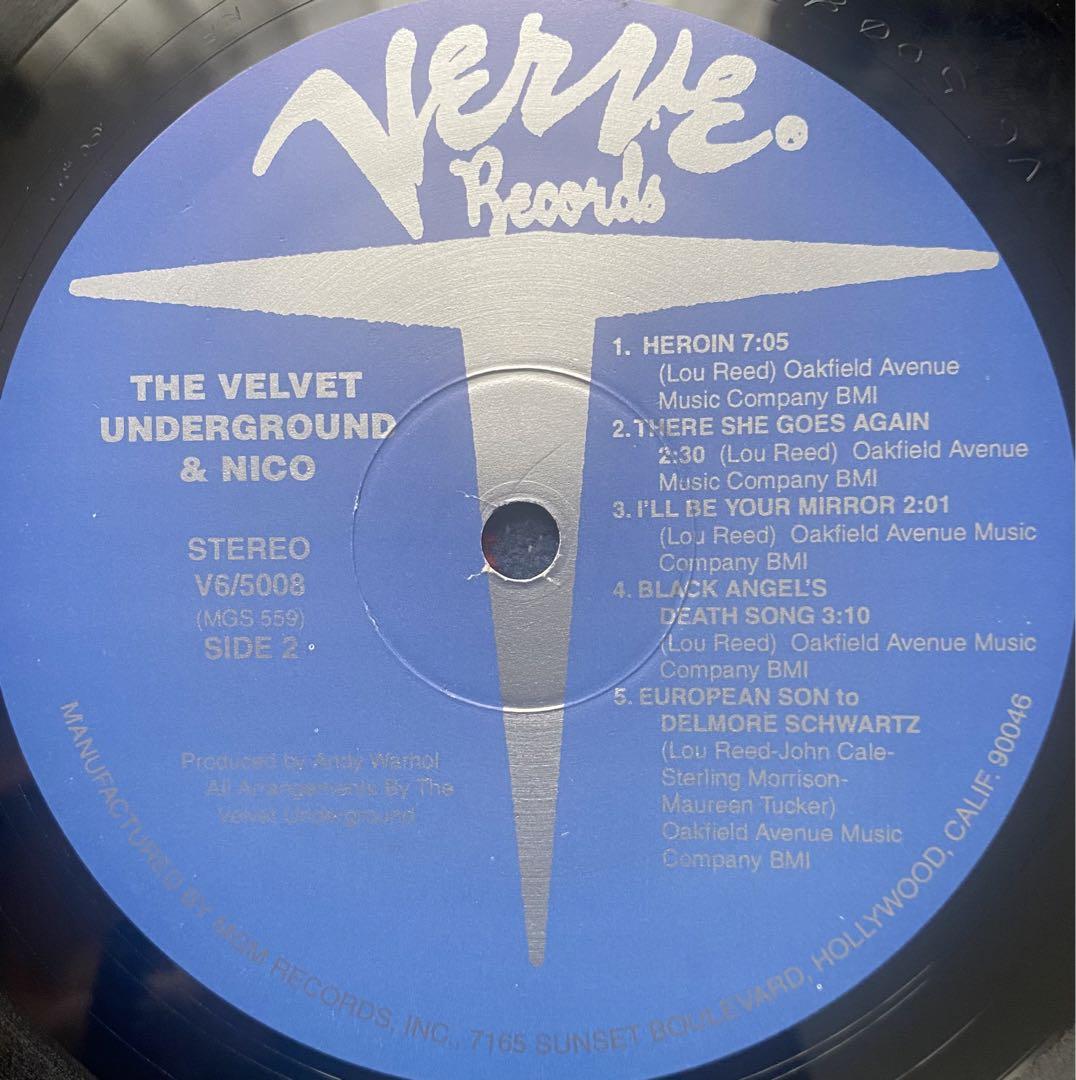 Verve.
Records
THE VELVET
UNDERGROUND
& NICO
STEREO
V6/5008
(MGS 559)
SIDE 2
Produced by Andy Warhol
All Arrangements By The
Velvet Underground
1. HEROIN 7:05
(Lou Reed) Oakfield Avenue
Music Company BMI
2. THERE SHE GOES AGAIN
2:30 (Lou Reed) Oakfield Avenue
Music Company BMI
3. I'LL BE YOUR MIRROR 2:01
(Lou Reed) Oakfield Avenue Music
Company BMI
4. BLACK ANGEL'S
DEATH SONG 3:10
(Lou Reed) Oakfield Avenue Music
Company BMI
5. EUROPEAN SON to
DELMORE SCHWARTZ
(Lou Reed-John Cale-
Sterling Morrison-
Maureen Tucker)
Oakfield Avenue Music
Company BMI
MANUFACTURED BY MGM RECORDS, INC., 7165 SUNSET BOULEVARD, HOLLYWOOD, CALIF. 90046